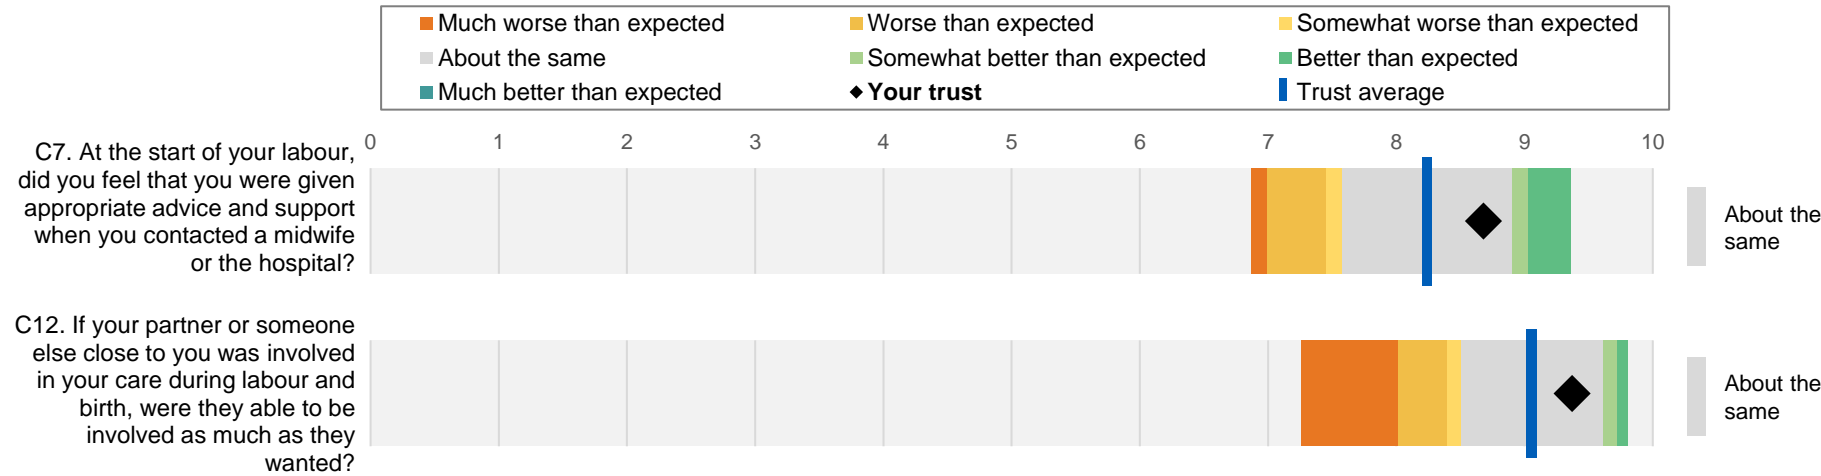 Much worse than expected
Worse than expected
Somewhat worse than expected
About the same
Somewhat better than expected
Better than expected
Much better than expected
Your trust
Trust average
0 1 2 3 4 5 6 7 8 9 10
C7. At the start of your labour,
did you feel that you were given
appropriate advice and support
when you contacted a midwife
or the hospital?
About the
same
C12. If your partner or someone
else close to you was involved
in your care during labour and
birth, were they able to be
involved as much as they
wanted?
About the
same